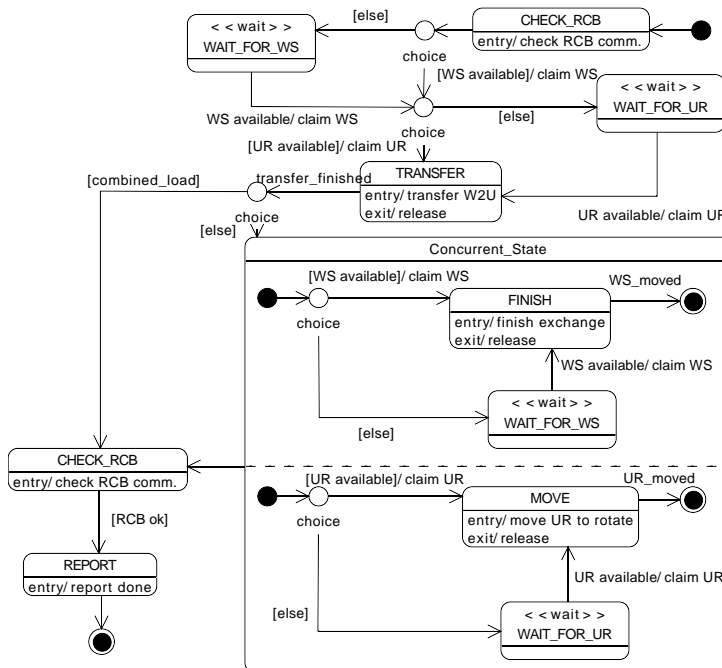 [else]
CHECK_RCB
entry/ check RCB comm.
< < wait > >
WAIT_FOR_WS
choice
[WS available]/ claim WS
< < wait > >
WAIT_FOR_UR
WS available/ claim WS
[else]
choice
[UR available]/ claim UR
TRANSFER
entry/ transfer W2U
exit/ release
transfer_finished
[combined_load]
UR available/ claim UR
choice
[else]
Concurrent_State
[WS available]/ claim WS
WS_moved
choice
FINISH
entry/ finish exchange
exit/ release
WS available/ claim WS
< < wait > >
WAIT_FOR_WS
[else]
CHECK_RCB
entry/ check RCB comm.
[UR available]/ claim UR
UR_moved
choice
MOVE
entry/ move UR to rotate
exit/ release
[RCB ok]
REPORT
entry/ report done
UR available/ claim UR
[else]
< < wait > >
WAIT_FOR_UR